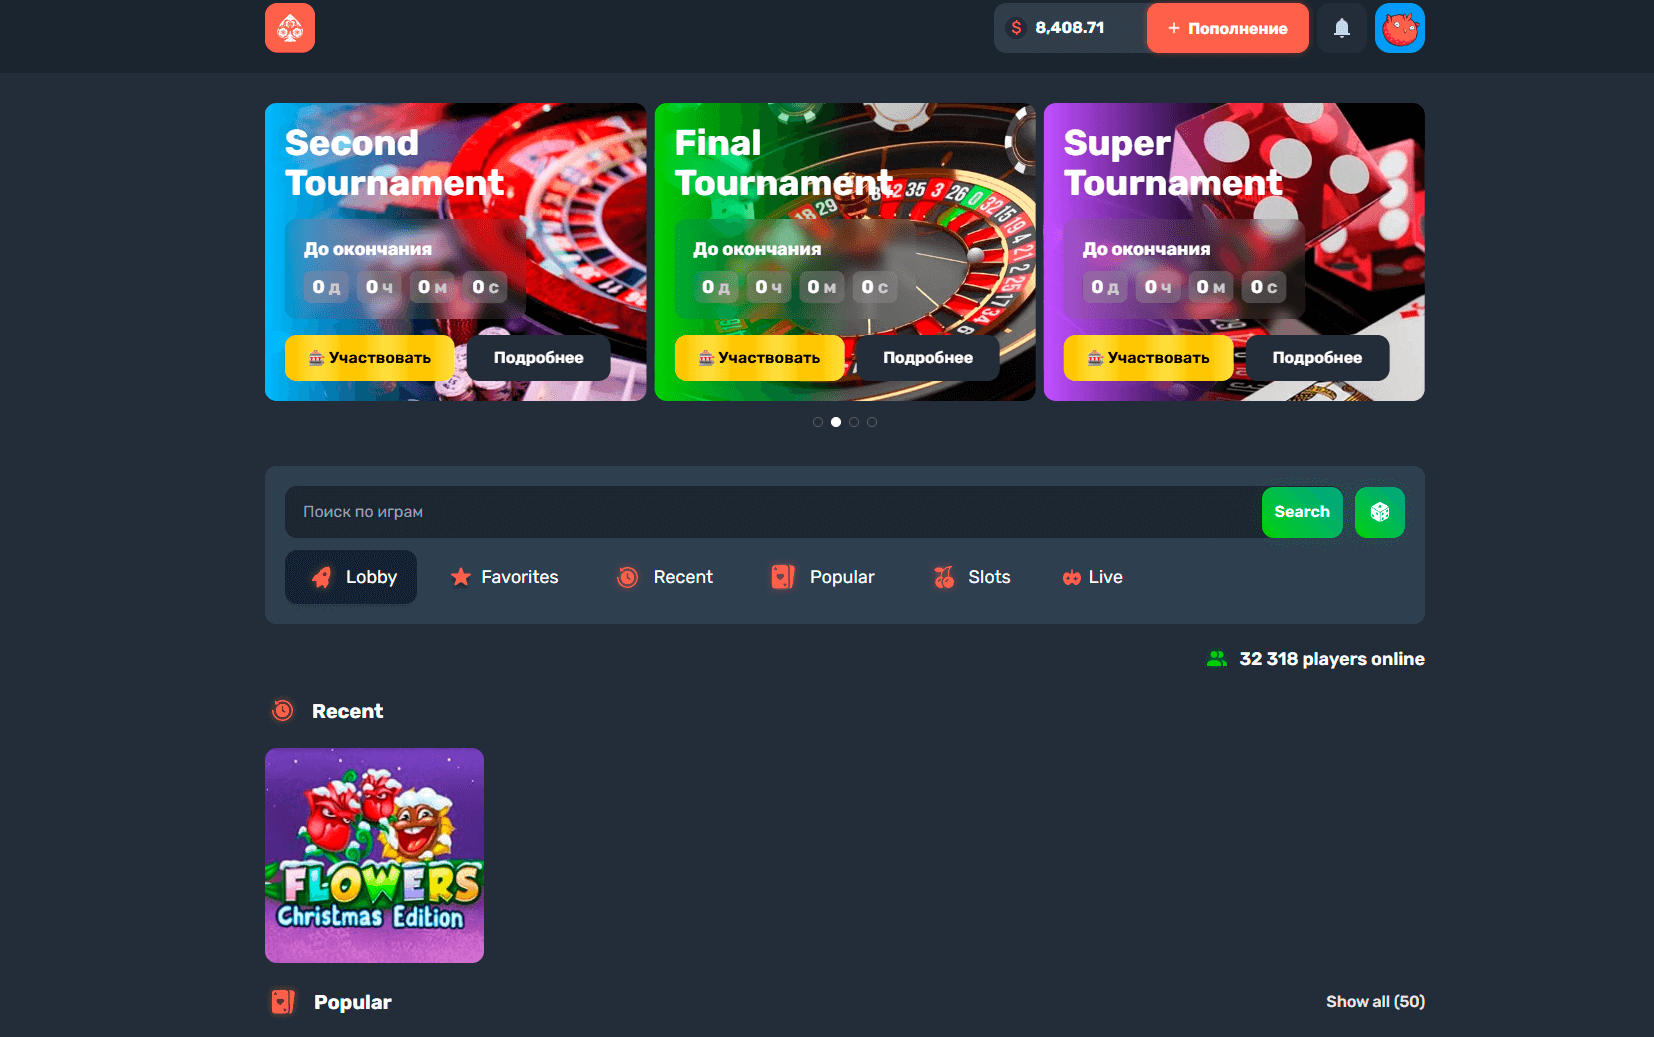 $ 8,408.71
+ Пополнение
Second
Tournament
До окончания
0 д 0 ч 0 м 0 с
Участвовать
Подробнее
Final
Tournament
До окончания
0 д 0 ч 0 м 0 с
Участвовать
Подробнее
Super
Tournament
До окончания
0 д 0 ч 0 м 0 с
Участвовать
Подробнее
Поиск по играм
Search
Lobby
Favorites
Recent
Popular
Slots
Live
32 318 players online
Recent
FLOWERS
Christmas Edition
Popular
Show all (50)